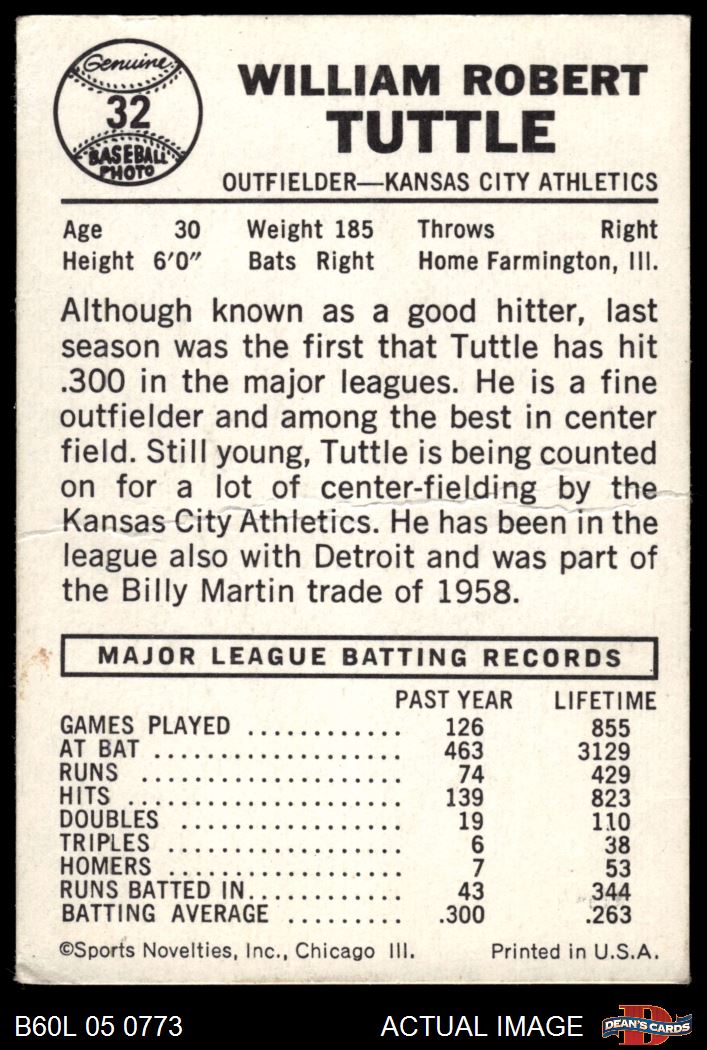 Genuine
32
BASEBALL
PHOTO
WILLIAM ROBERT
TUTTLE
OUTFIELDER—KANSAS CITY ATHLETICS
Age 30 Weight 185 Throws Right
Height 6'0" Bats Right Home Farmington, Ill.
Although known as a good hitter, last
season was the first that Tuttle has hit
.300 in the major leagues. He is a fine
outfielder and among the best in center
field. Still young, Tuttle is being counted
on for a lot of center-fielding by the
Kansas City Athletics. He has been in the
league also with Detroit and was part of
the Billy Martin trade of 1958.
MAJOR LEAGUE BATTING RECORDS
PAST YEAR LIFETIME
GAMES PLAYED ............ 126 855
AT BAT .................... 463 3129
RUNS ..................... 74 429
HITS ...................... 139 823
DOUBLES ................. 19 110
TRIPLES .................. 6 38
HOMERS .................. 7 53
RUNS BATTED IN............ 43 344
BATTING AVERAGE ......... .300 .263
©Sports Novelties, Inc., Chicago Ill. Printed in U.S.A.
B60L 05 0773 ACTUAL IMAGE D DEAN'S CARDS